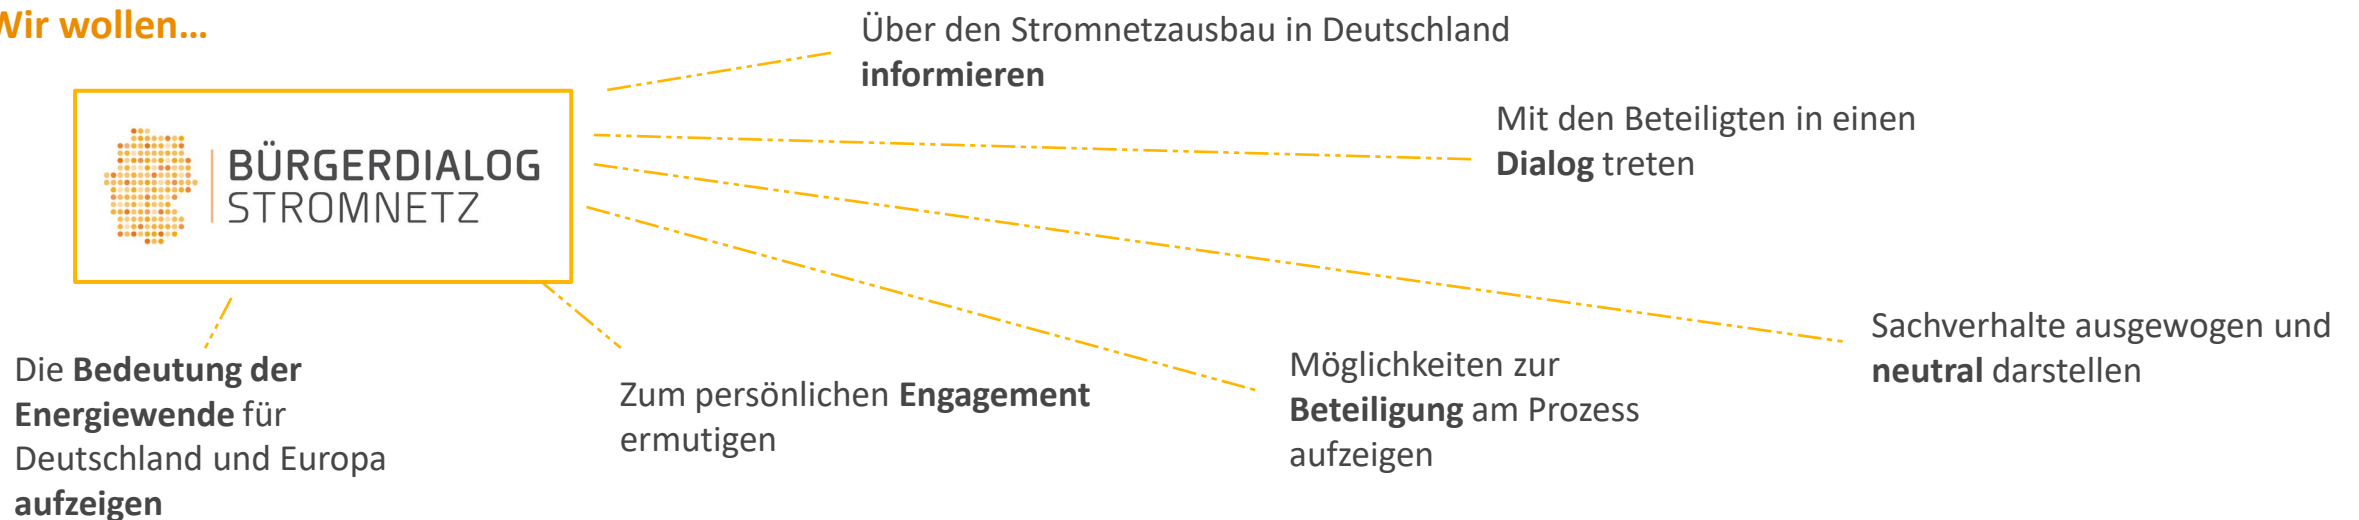 Wir wollen…
Über den Stromnetzausbau in Deutschland
informieren
Mit den Beteiligten in einen
Dialog treten
BÜRGERDIALOG
STROMNETZ
Sachverhalte ausgewogen und
neutral darstellen
Möglichkeiten zur
Beteiligung am Prozess
aufzeigen
Zum persönlichen Engagement
ermutigen
Die Bedeutung der
Energiewende für
Deutschland und Europa
aufzeigen